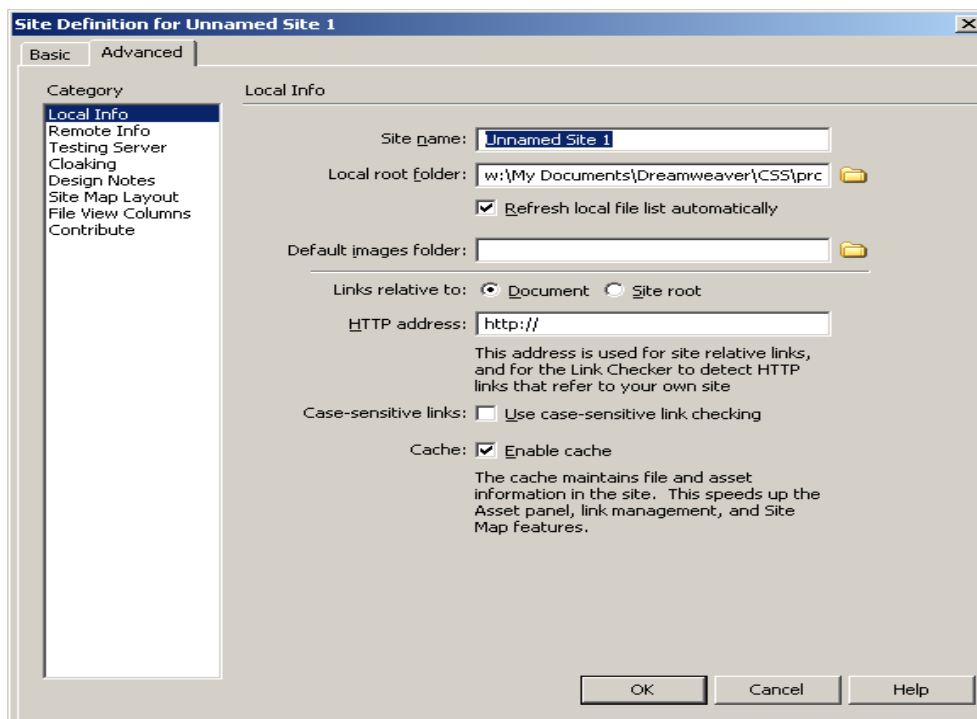 Site Definition for Unnamed Site 1
Basic
Advanced
Category
Local Info
Remote Info
Testing Server
Cloaking
Design Notes
Site Map Layout
File View Columns
Contribute
Local Info
Site name: Unnamed Site 1
Local root folder: w:\My Documents\Dreamweaver\CSS\prc
Refresh local file list automatically
Default images folder:
Links relative to: Document Site root
HTTP address: http://
This address is used for site relative links,
and for the Link Checker to detect HTTP
links that refer to your own site
Case-sensitive links: Use case-sensitive link checking
Cache: Enable cache
The cache maintains file and asset
information in the site. This speeds up the
Asset panel, link management, and Site
Map features.
OK Cancel Help